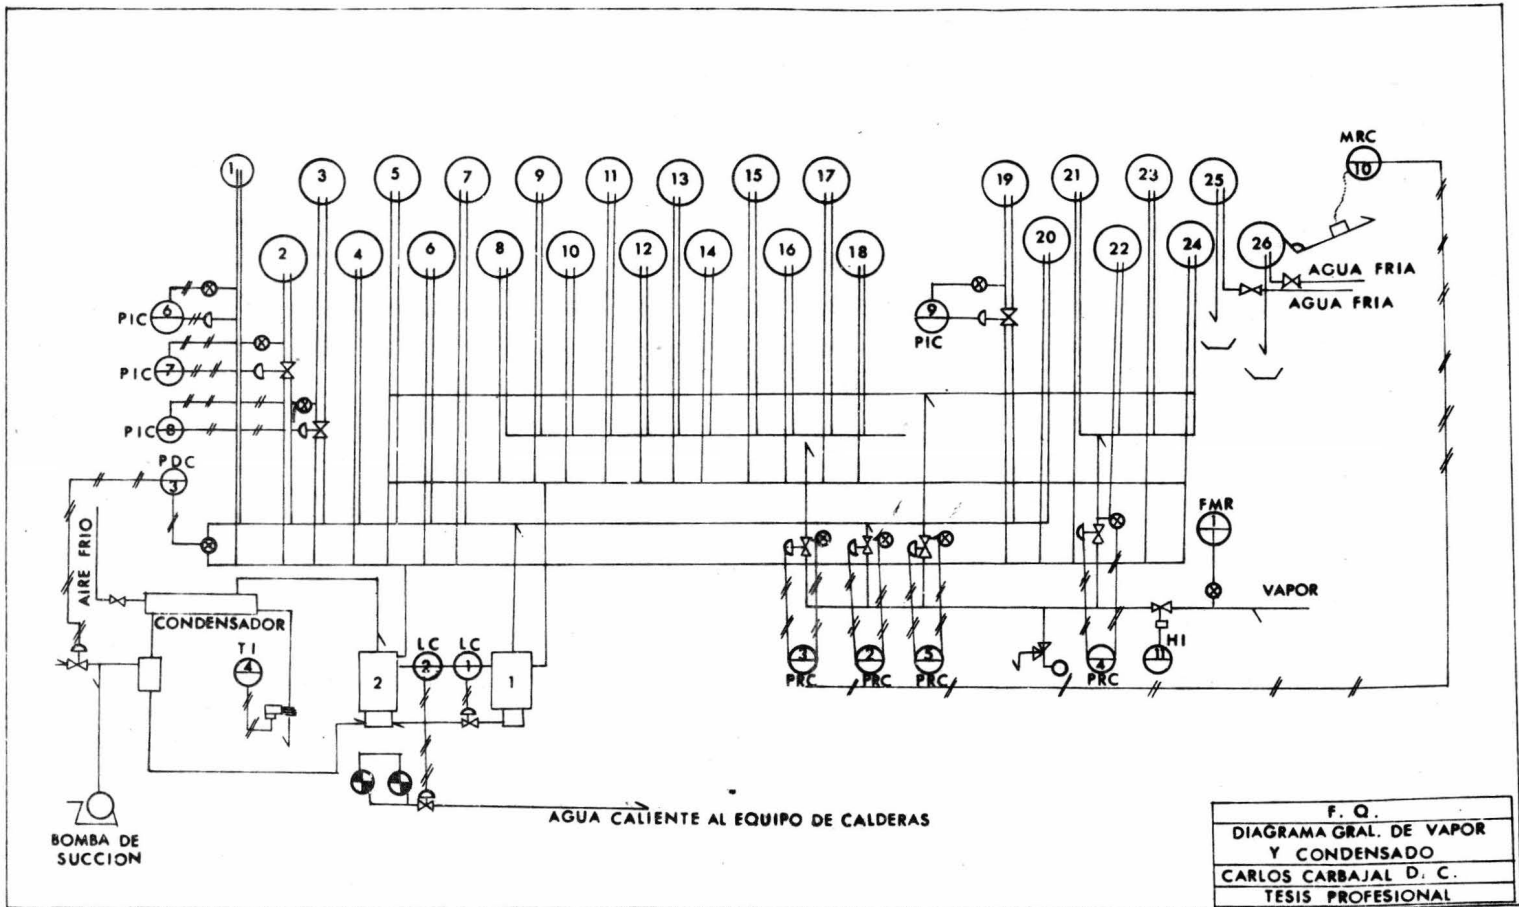 MRC
10
1
3
5
7
9
11
13
15
17
19
21
23
25
2
4
6
8
10
12
14
16
18
20
22
24
26
AGUA FRIA
AGUA FRIA
PIC 6
PIC 7
PIC 8
9
PIC
PDC
3
AIRE FRIO
CONDENSADOR
TI
4
LC
2
LC
1
2
1
FMR
1
VAPOR
HI
11
3
PRC
2
PRC
5
PRC
4
PRC
BOMBA DE
SUCCION
AGUA CALIENTE AL EQUIPO DE CALDERAS
F. Q.
DIAGRAMA GRAL. DE VAPOR
Y CONDENSADO
CARLOS CARBAJAL D. C.
TESIS PROFESIONAL